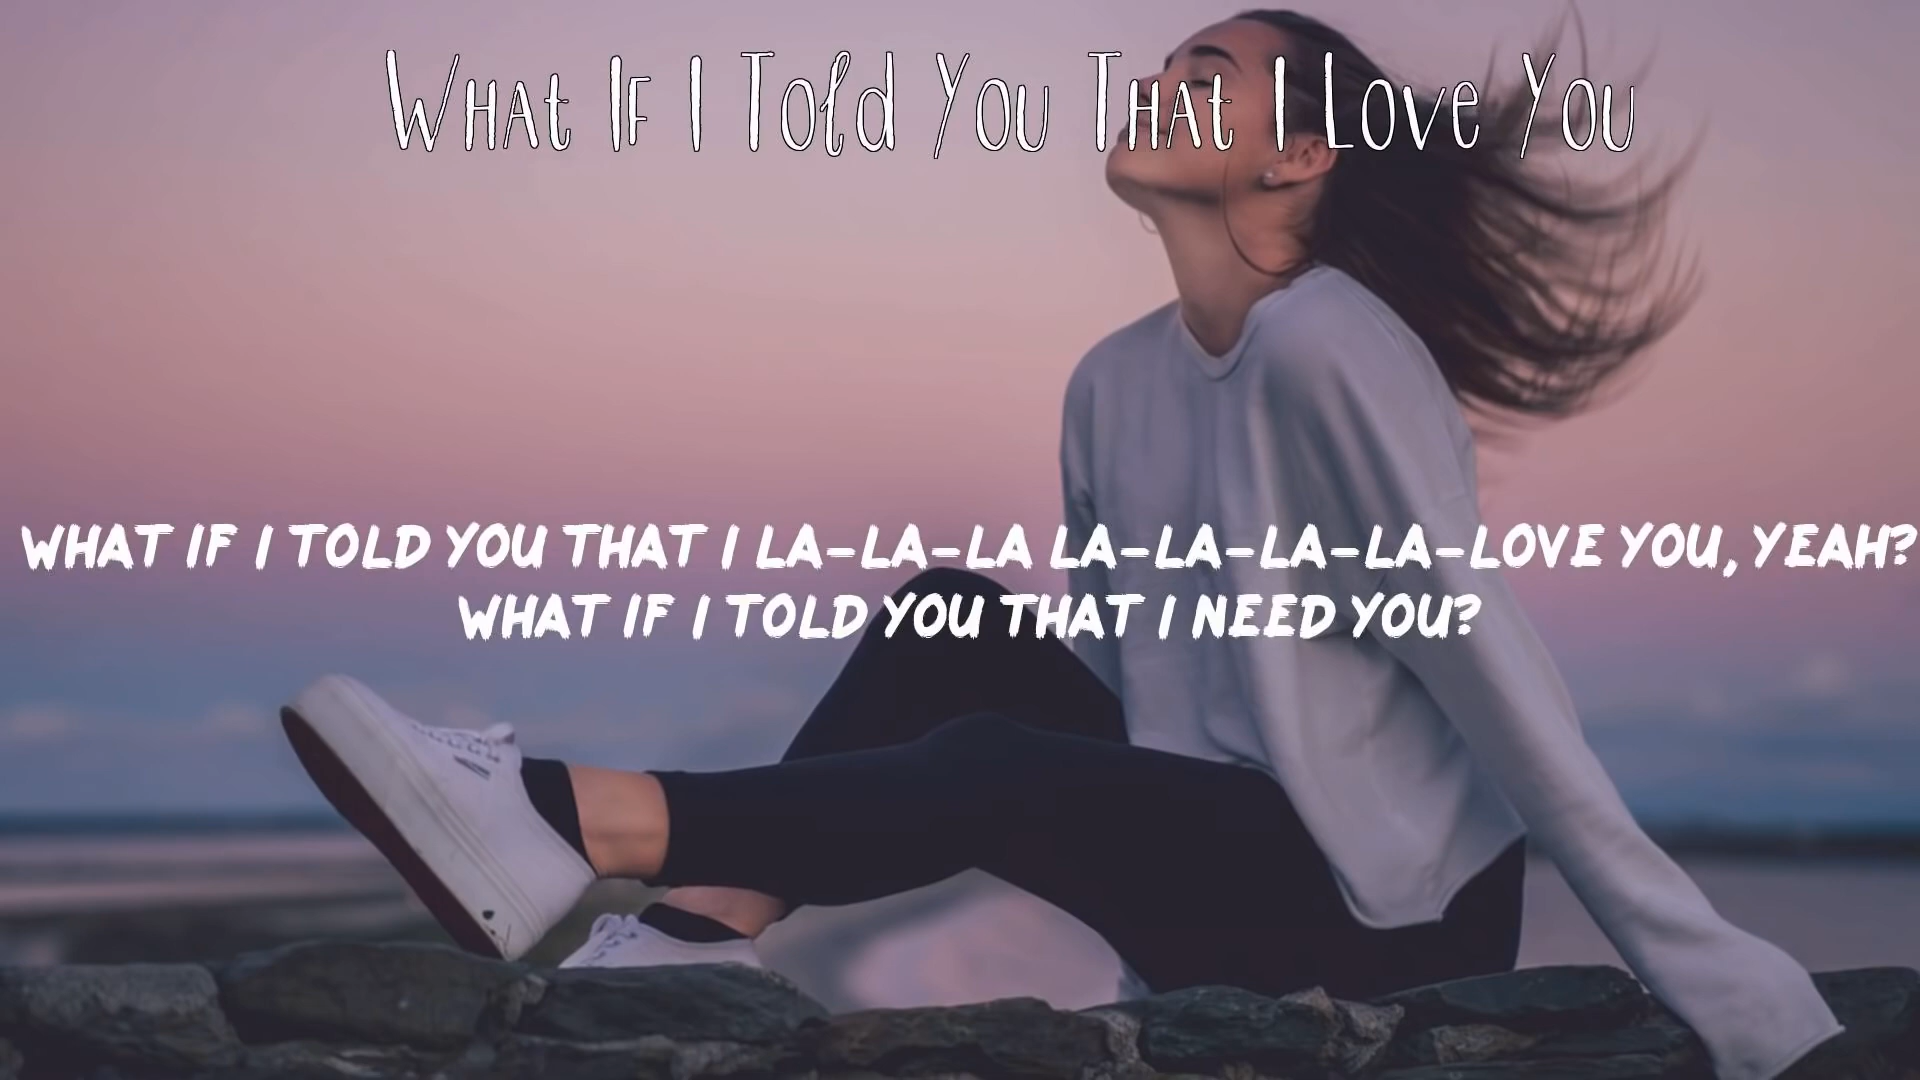 What If I Told You That I Love You
WHAT IF I TOLD YOU THAT I LA-LA-LA LA-LA-LA-LA-LOVE YOU, YEAH?
WHAT IF I TOLD YOU THAT I NEED YOU?